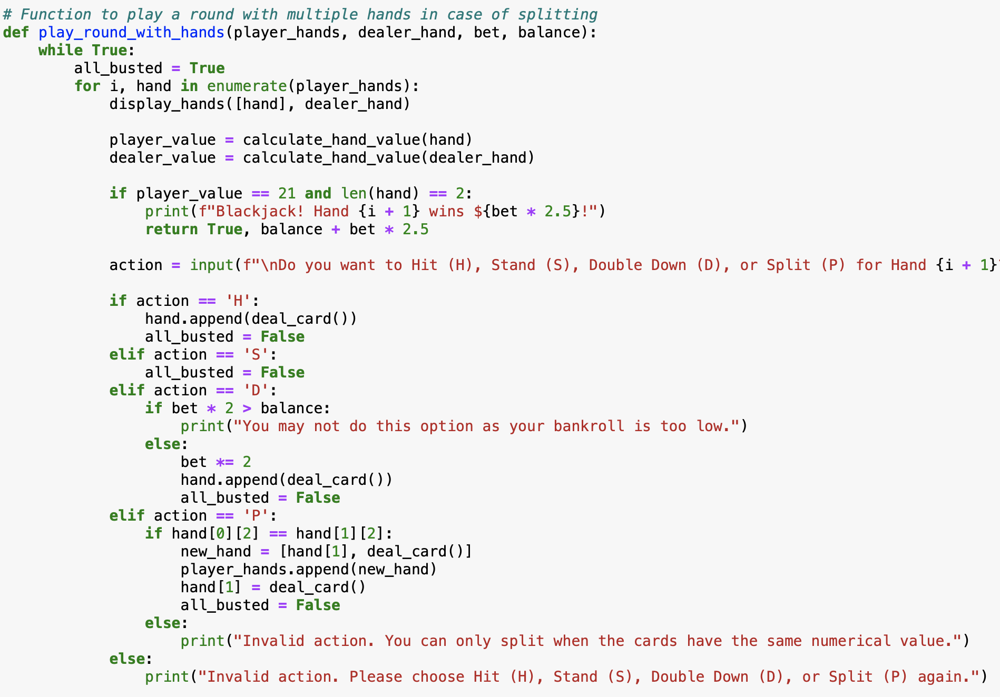 # Function to play a round with multiple hands in case of splitting
def play_round_with_hands(player_hands, dealer_hand, bet, balance):
    while True:
        all_busted = True
        for i, hand in enumerate(player_hands):
            display_hands([hand], dealer_hand)

            player_value = calculate_hand_value(hand)
            dealer_value = calculate_hand_value(dealer_hand)

            if player_value == 21 and len(hand) == 2:
                print(f"Blackjack! Hand {i + 1} wins ${bet * 2.5}!")
                return True, balance + bet * 2.5

            action = input(f"\nDo you want to Hit (H), Stand (S), Double Down (D), or Split (P) for Hand {i + 1}

            if action == 'H':
                hand.append(deal_card())
                all_busted = False
            elif action == 'S':
                all_busted = False
            elif action == 'D':
                if bet * 2 > balance:
                    print("You may not do this option as your bankroll is too low.")
                else:
                    bet *= 2
                    hand.append(deal_card())
                    all_busted = False
            elif action == 'P':
                if hand[0][2] == hand[1][2]:
                    new_hand = [hand[1], deal_card()]
                    player_hands.append(new_hand)
                    hand[1] = deal_card()
                    all_busted = False
                else:
                    print("Invalid action. You can only split when the cards have the same numerical value.")
            else:
                print("Invalid action. Please choose Hit (H), Stand (S), Double Down (D), or Split (P) again.")